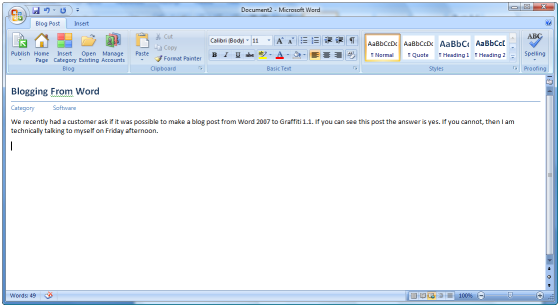 Document2 - Microsoft Word
Blog Post Insert
Publish Home Page Insert Category Open Existing Manage Accounts
Blog
Paste
Cut
Copy
Format Painter
Clipboard
Calibri (Body) 11
B I U abc
Basic Text
AaBbCcDc AaBbCcDc AaBbCc AaBbCcI
¶ Normal ¶ Quote ¶ Heading 1 ¶ Heading 2
Styles
ABC
Spelling
Proofing
Blogging From Word
Category Software
We recently had a customer ask if it was possible to make a blog post from Word 2007 to Graffiti 1.1. If you can see this post the answer is yes. If you cannot, then I am
technically talking to myself on Friday afternoon.
Words: 49
100%